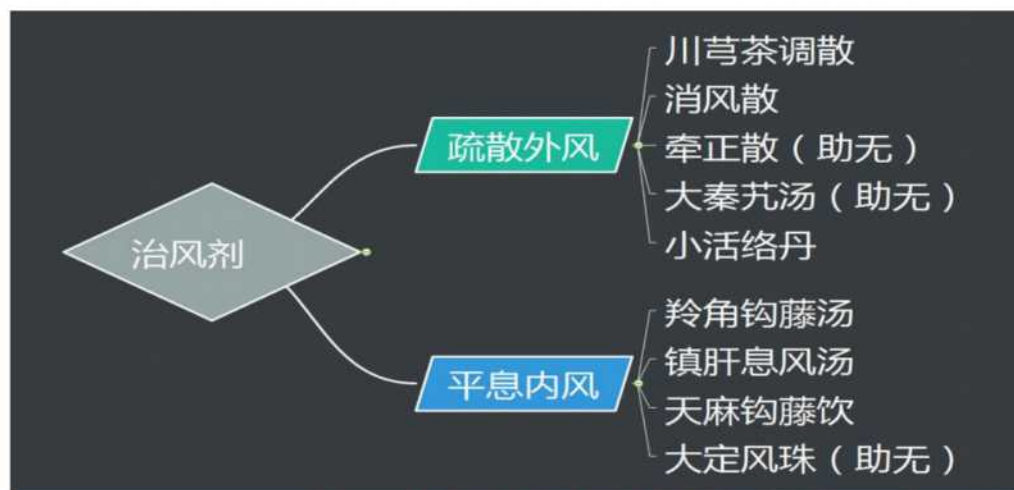 治风剂
疏散外风
川芎茶调散
消风散
牵正散（助无）
大秦艽汤（助无）
小活络丹
平息内风
羚角钩藤汤
镇肝息风汤
天麻钩藤饮
大定风珠（助无）